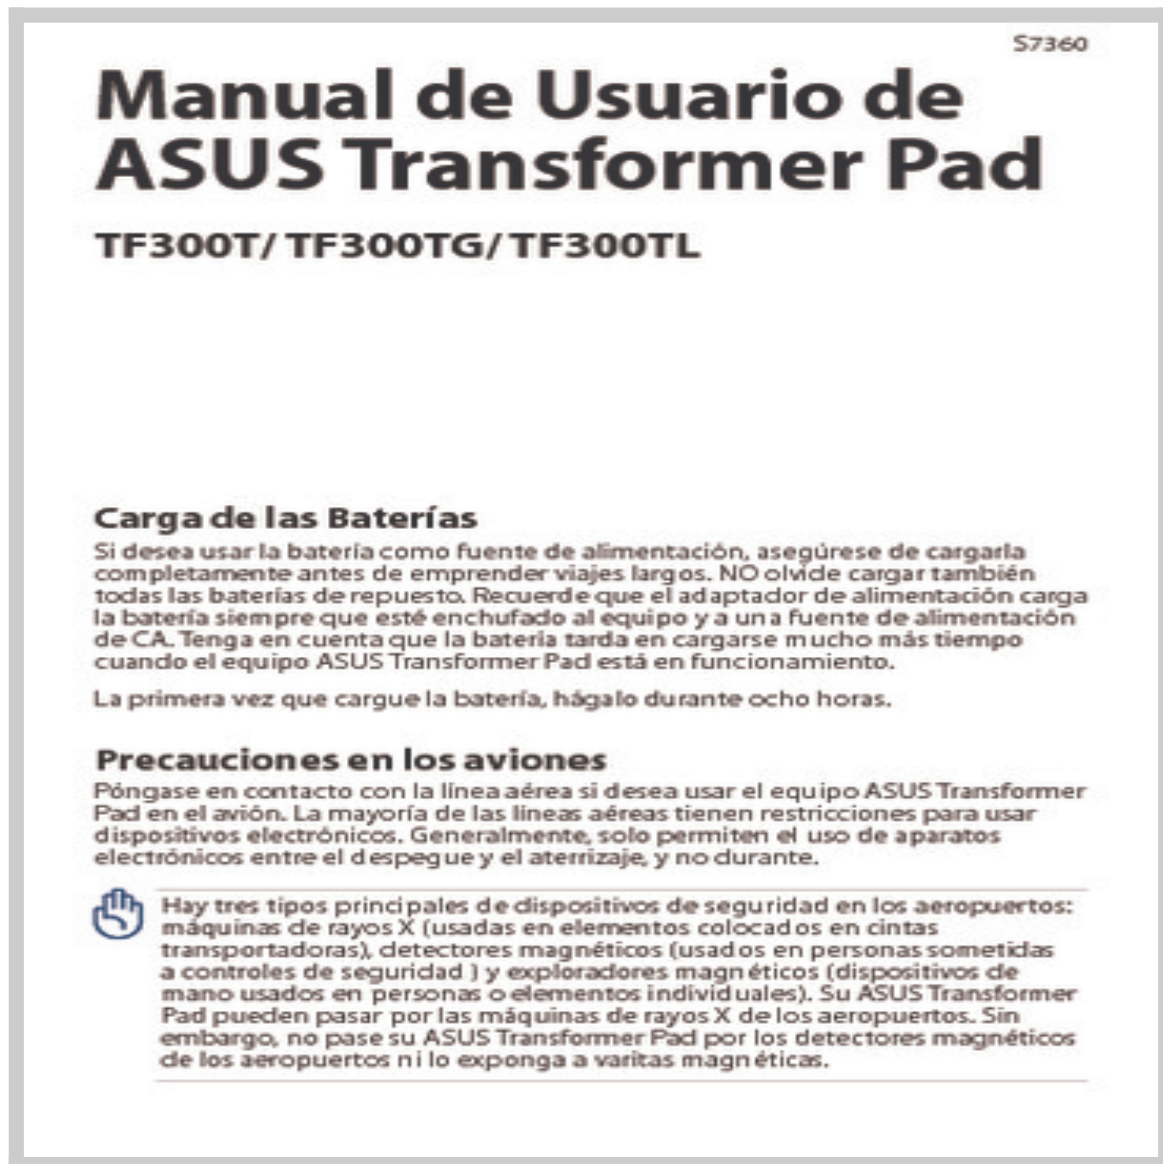 S7360
Manual de Usuario de
ASUS Transformer Pad
TF300T/ TF300TG/ TF300TL
Carga de las Baterías
Si desea usar la batería como fuente de alimentación, asegúrese de cargarla
completamente antes de emprender viajes largos. NO olvide cargar también
todas las baterías de repuesto. Recuerde que el adaptador de alimentación carga
la batería siempre que esté enchufado al equipo y a una fuente de alimentación
de CA. Tenga en cuenta que la batería tarda en cargarse mucho más tiempo
cuando el equipo ASUS Transformer Pad está en funcionamiento.
La primera vez que cargue la batería, hágalo durante ocho horas.
Precauciones en los aviones
Póngase en contacto con la línea aérea si desea usar el equipo ASUS Transformer
Pad en el avión. La mayoría de las líneas aéreas tienen restricciones para usar
dispositivos electrónicos. Generalmente, solo permiten el uso de aparatos
electrónicos entre el despegue y el aterrizaje, y no durante.
Hay tres tipos principales de dispositivos de seguridad en los aeropuertos:
máquinas de rayos X (usadas en elementos colocados en cintas
transportadoras), detectores magnéticos (usados en personas sometidas
a controles de seguridad ) y exploradores magnéticos (dispositivos de
mano usados en personas o elementos individuales). Su ASUS Transformer
Pad pueden pasar por las máquinas de rayos X de los aeropuertos. Sin
embargo, no pase su ASUS Transformer Pad por los detectores magnéticos
de los aeropuertos ni lo exponga a varitas magnéticas.